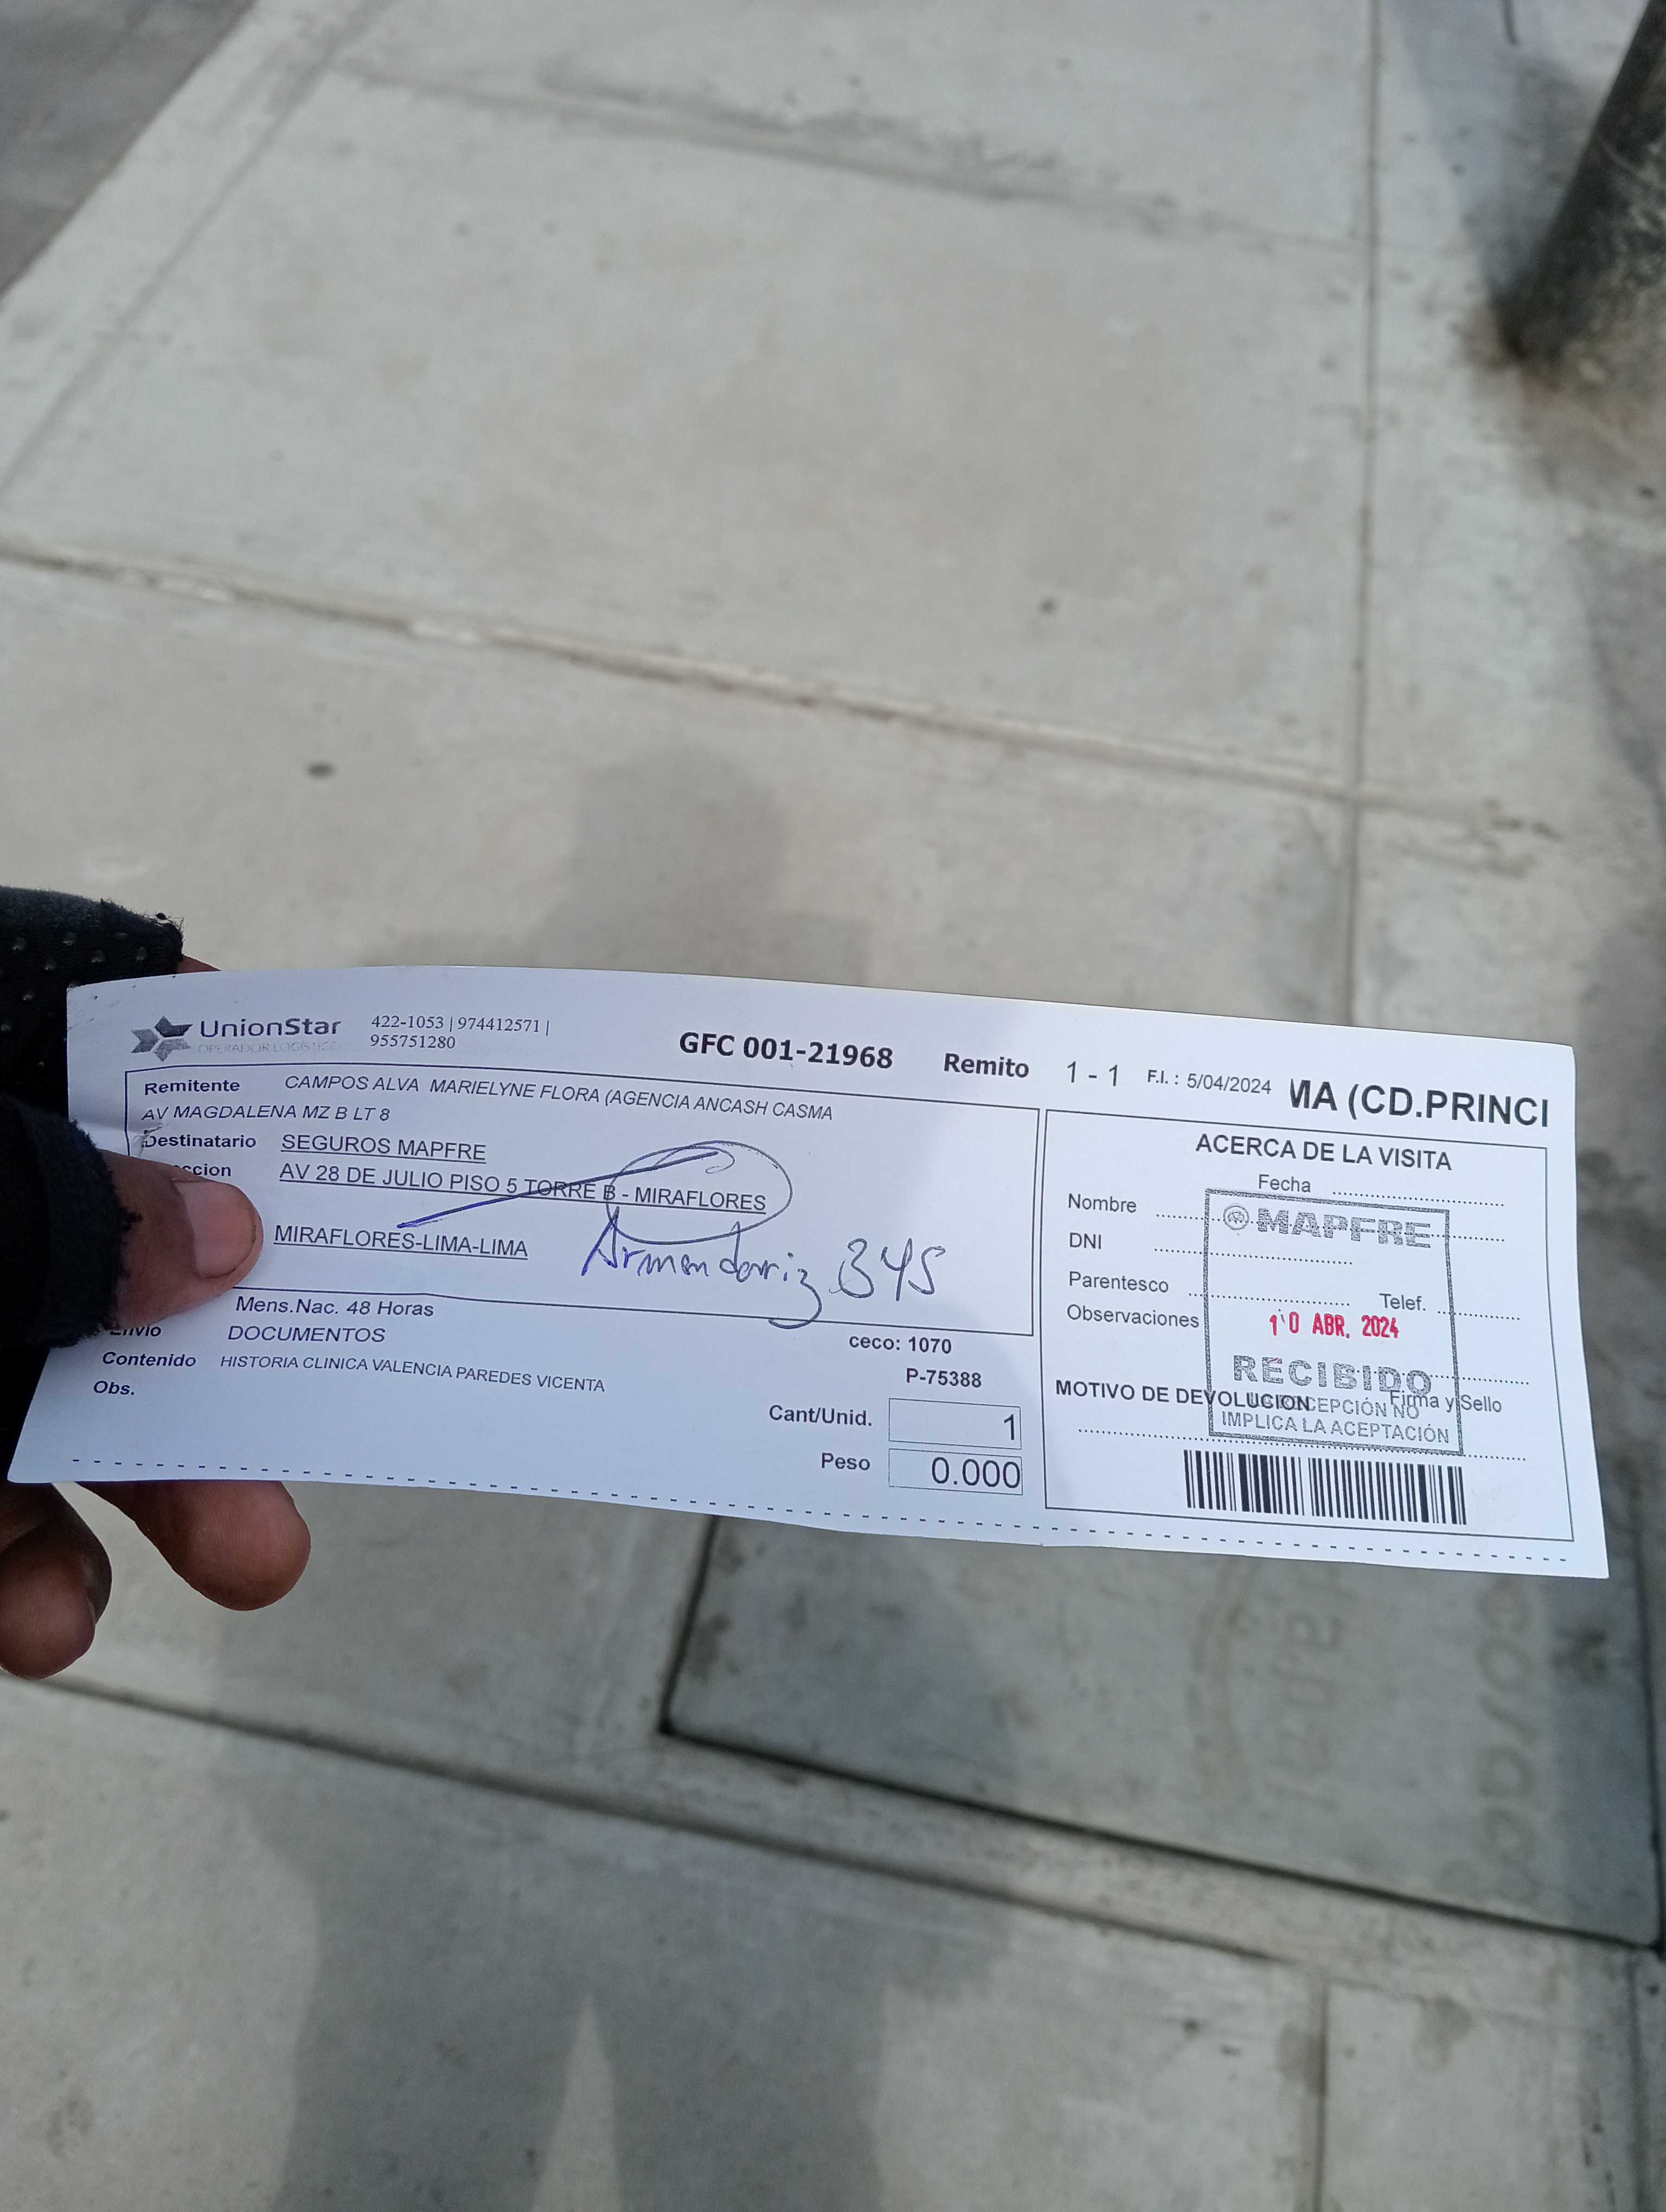 UnionStar
OPERADOR LOGISTICO
422-1053 | 974412571 |
955751280
GFC 001-21968 Remito 1 - 1 F.I. : 5/04/2024 MA (CD.PRINCI
Remitente CAMPOS ALVA MARIELYNE FLORA (AGENCIA ANCASH CASMA
AV MAGDALENA MZ B LT 8
Destinatario SEGUROS MAPFRE
ccion AV 28 DE JULIO PISO 5 TORRE B - MIRAFLORES
MIRAFLORES-LIMA-LIMA
Armendariz 345
Mens.Nac. 48 Horas
Envio DOCUMENTOS
Contenido HISTORIA CLINICA VALENCIA PAREDES VICENTA
Obs.
ceco: 1070
P-75388
Cant/Unid. 1
Peso 0.000
ACERCA DE LA VISITA
Fecha
Nombre
DNI
Parentesco
Telef.
Observaciones
MOTIVO DE DEVOLUCION
Firma y Sello
MAPFRE
10 ABR. 2024
RECIBIDO
RECEPCIÓN NO
IMPLICA LA ACEPTACIÓN